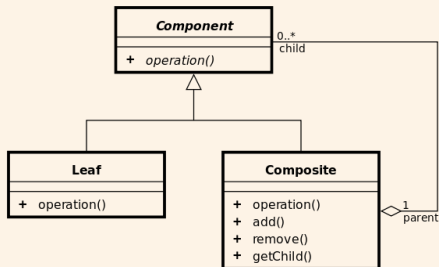 Component
+ operation()
0..*
child
Leaf
+ operation()
Composite
+ operation()
+ add()
+ remove()
+ getChild()
1
parent